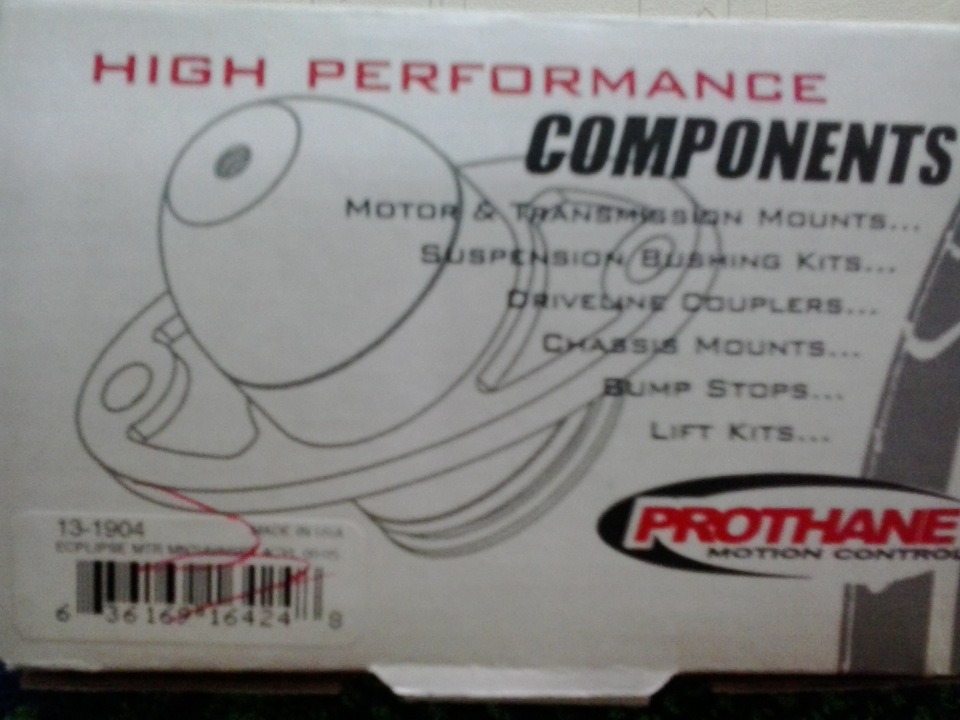 HIGH PERFORMANCE
COMPONENTS
MOTOR & TRANSMISSION MOUNTS...
SUSPENSION BUSHING KITS...
DRIVELINE COUPLERS...
CHASSIS MOUNTS...
BUMP STOPS...
LIFT KITS...
PROTHANE
MOTION CONTROL
13-1904 MADE IN USA
MTR
6 36169 16424 8